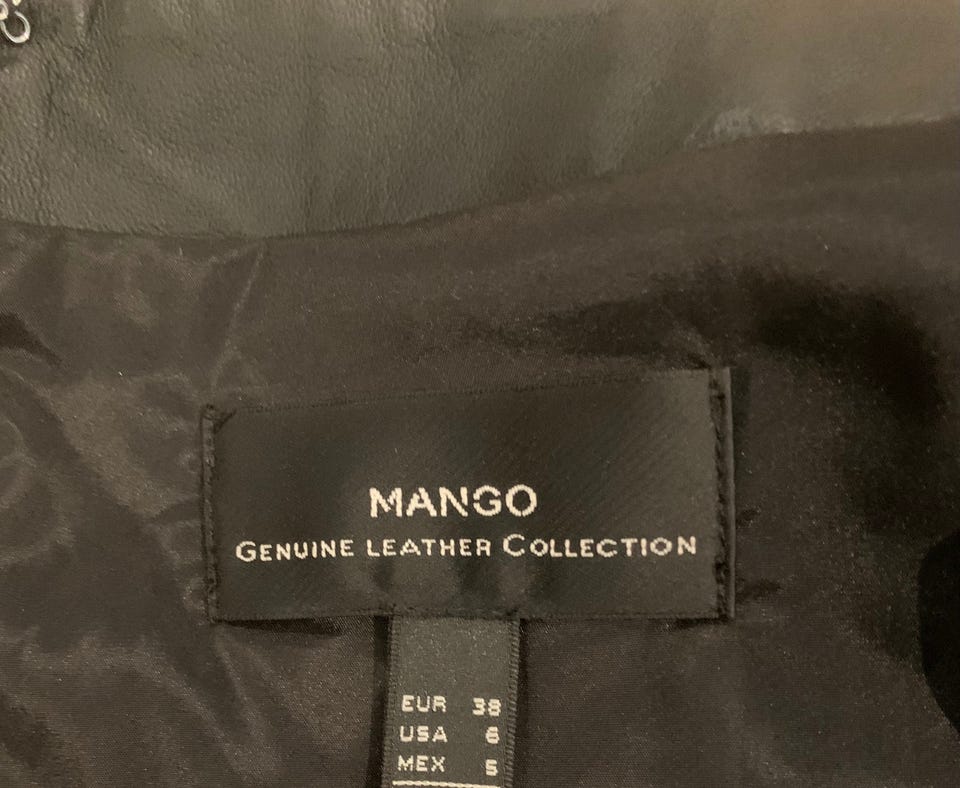 MANGO
GENUINE LEATHER COLLECTION
EUR 38
USA 6
MEX 5